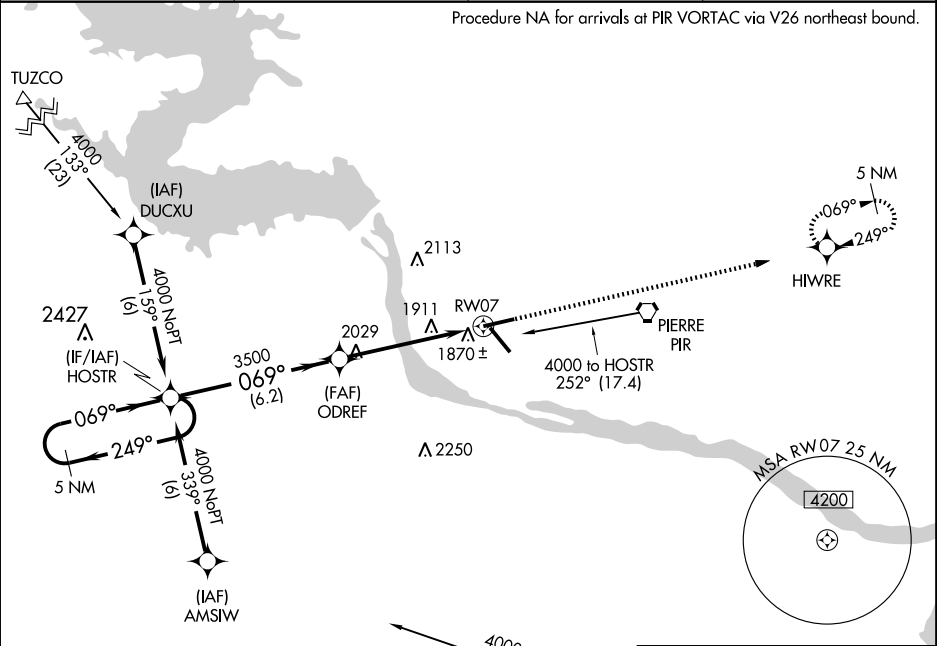 Procedure NA for arrivals at PIR VORTAC via V26 northeast bound.
TUZCO
4000
133°
(23)
(IAF)
DUCXU
4000 NoPT
159°
(6)
5 NM
069°
249°
HIWRE
2113
2427
1911
RW07
2029
1870 ±
PIERRE
PIR
4000 to HOSTR
252° (17.4)
(IF/IAF)
HOSTR
3500
069°
(6.2)
(FAF)
ODREF
069°
249°
5 NM
4000 NoPT
339°
(6)
2250
(IAF)
AMSIW
MSA RW07 25 NM
4200
4000